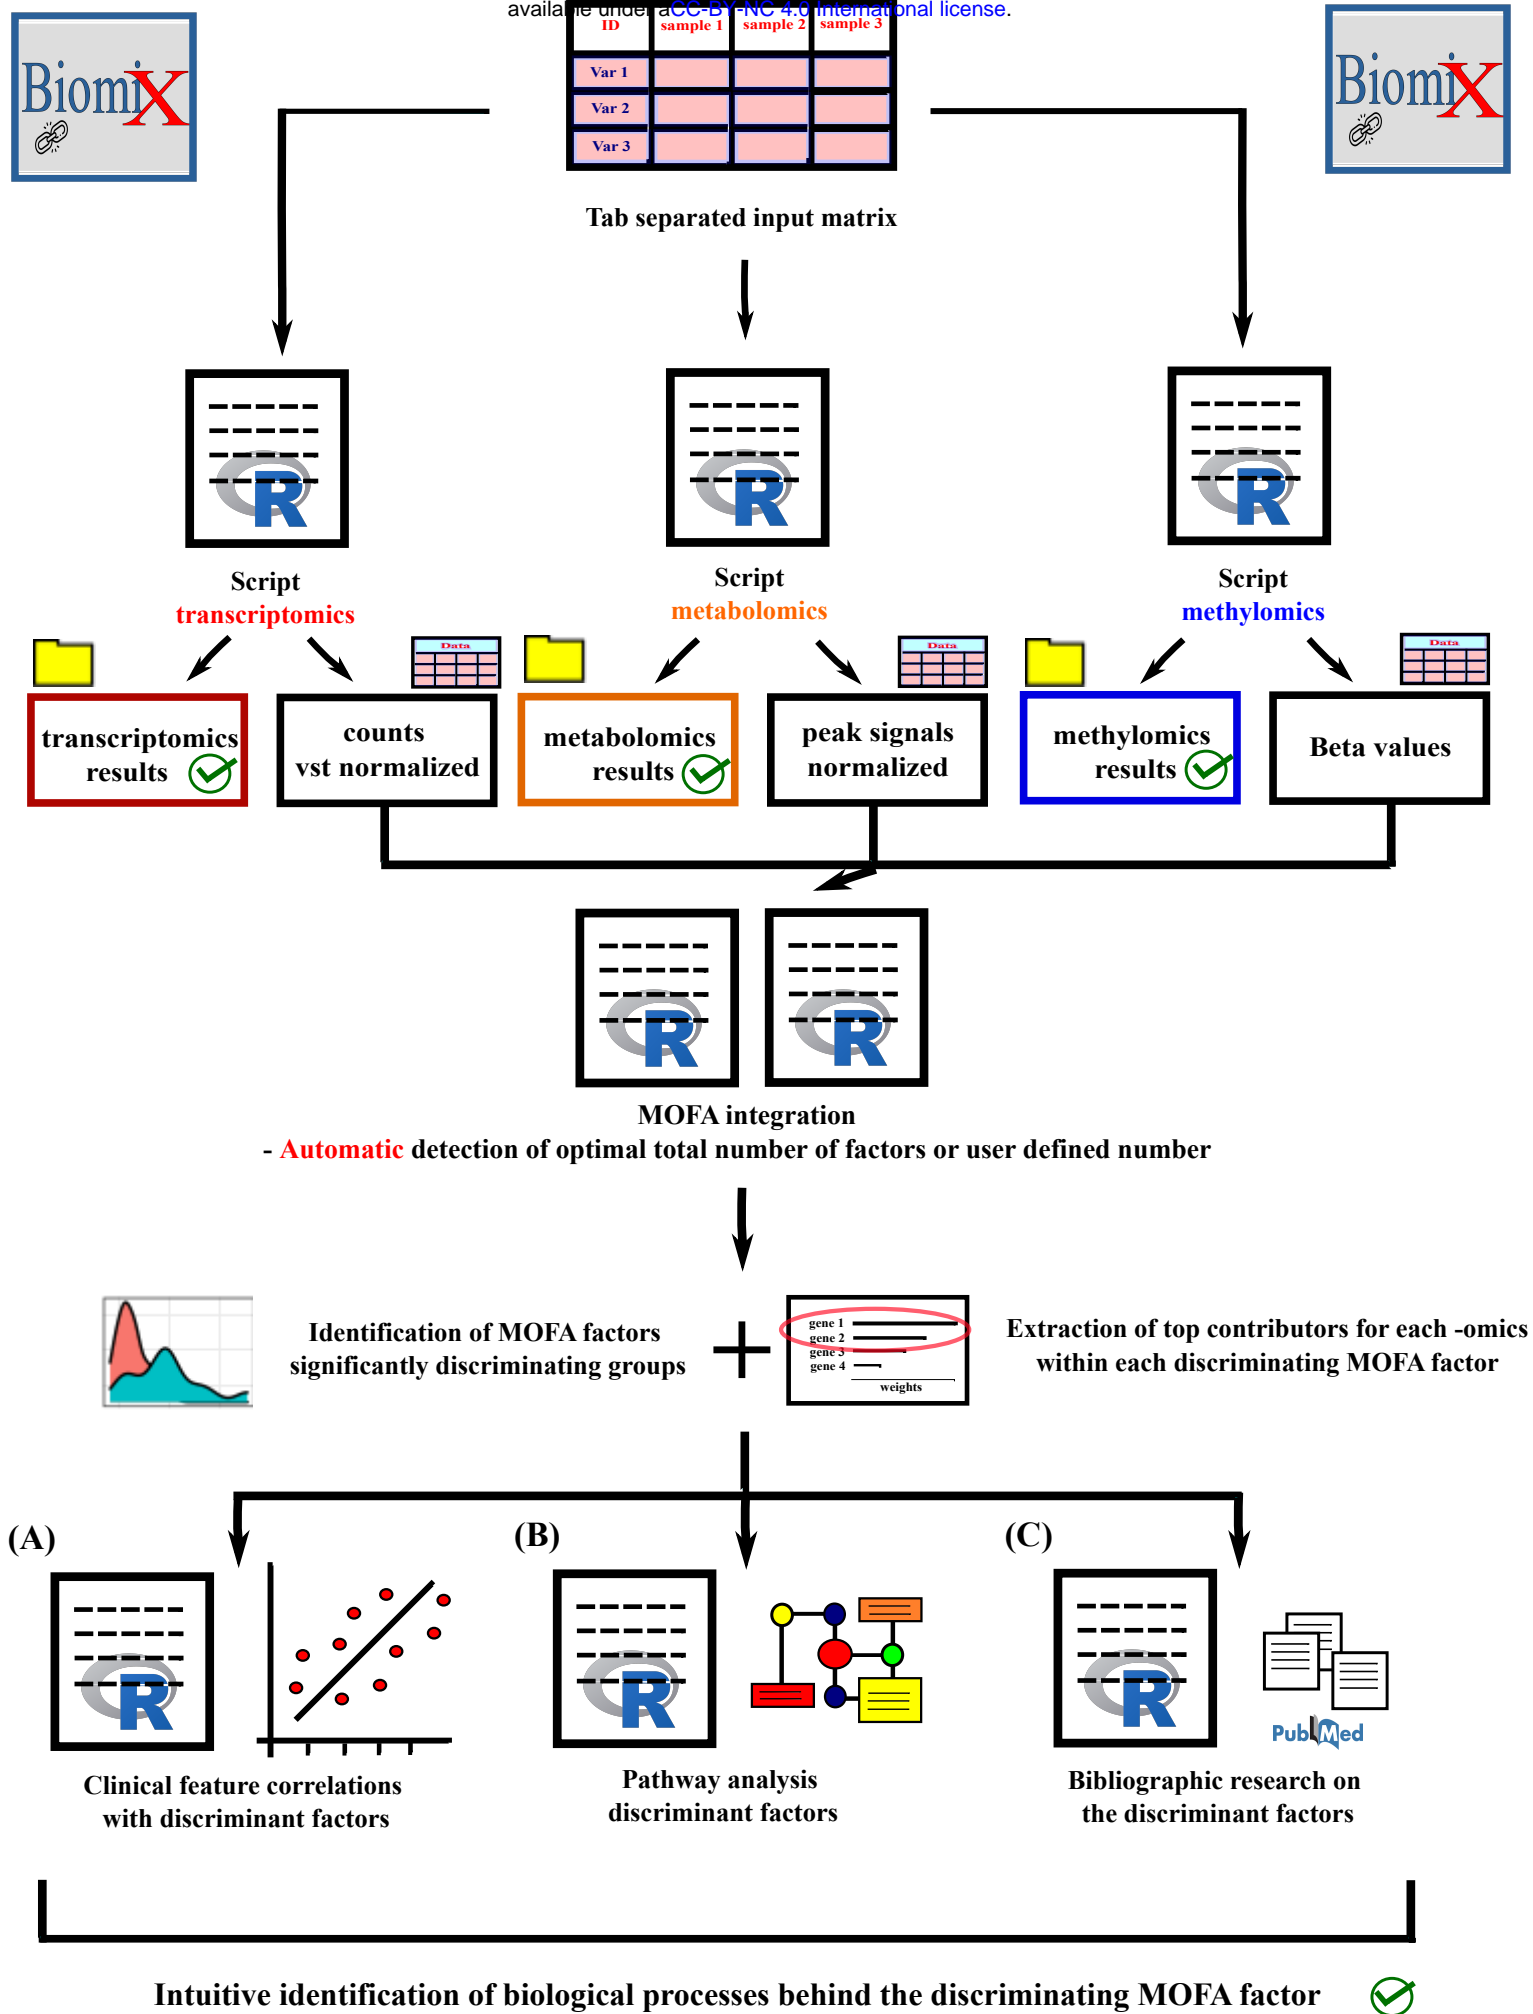 available under aCC-BY-NC 4.0 International license.
BiomiX
ID sample 1 sample 2 sample 3
Var 1
Var 2
Var 3
BiomiX
Tab separated input matrix
Script
transcriptomics
Script
metabolomics
Script
methylomics
Data
Data
Data
transcriptomics
results
counts
vst normalized
metabolomics
results
peak signals
normalized
methylomics
results
Beta values
R
R
R
R
R
MOFA integration
- Automatic detection of optimal total number of factors or user defined number
Identification of MOFA factors
significantly discriminating groups
gene 1
gene 2
gene 3
gene 4
weights
Extraction of top contributors for each -omics
within each discriminating MOFA factor
(A)
(B)
(C)
R
R
R
PubMed
Clinical feature correlations
with discriminant factors
Pathway analysis
discriminant factors
Bibliographic research on
the discriminant factors
Intuitive identification of biological processes behind the discriminating MOFA factor